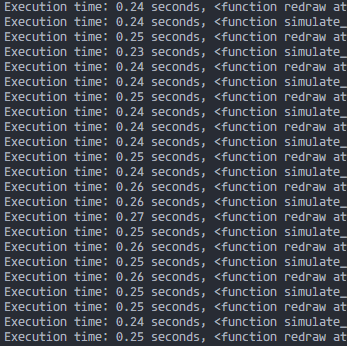 Execution time: 0.24 seconds, <function redraw at
Execution time: 0.24 seconds, <function simulate_
Execution time: 0.25 seconds, <function redraw at
Execution time: 0.23 seconds, <function simulate_
Execution time: 0.24 seconds, <function redraw at
Execution time: 0.24 seconds, <function simulate_
Execution time: 0.25 seconds, <function redraw at
Execution time: 0.24 seconds, <function simulate_
Execution time: 0.24 seconds, <function redraw at
Execution time: 0.24 seconds, <function simulate_
Execution time: 0.25 seconds, <function redraw at
Execution time: 0.24 seconds, <function simulate_
Execution time: 0.26 seconds, <function redraw at
Execution time: 0.26 seconds, <function simulate_
Execution time: 0.27 seconds, <function redraw at
Execution time: 0.25 seconds, <function simulate_
Execution time: 0.26 seconds, <function redraw at
Execution time: 0.25 seconds, <function simulate_
Execution time: 0.26 seconds, <function redraw at
Execution time: 0.25 seconds, <function simulate_
Execution time: 0.25 seconds, <function redraw at
Execution time: 0.24 seconds, <function simulate_
Execution time: 0.25 seconds, <function redraw at